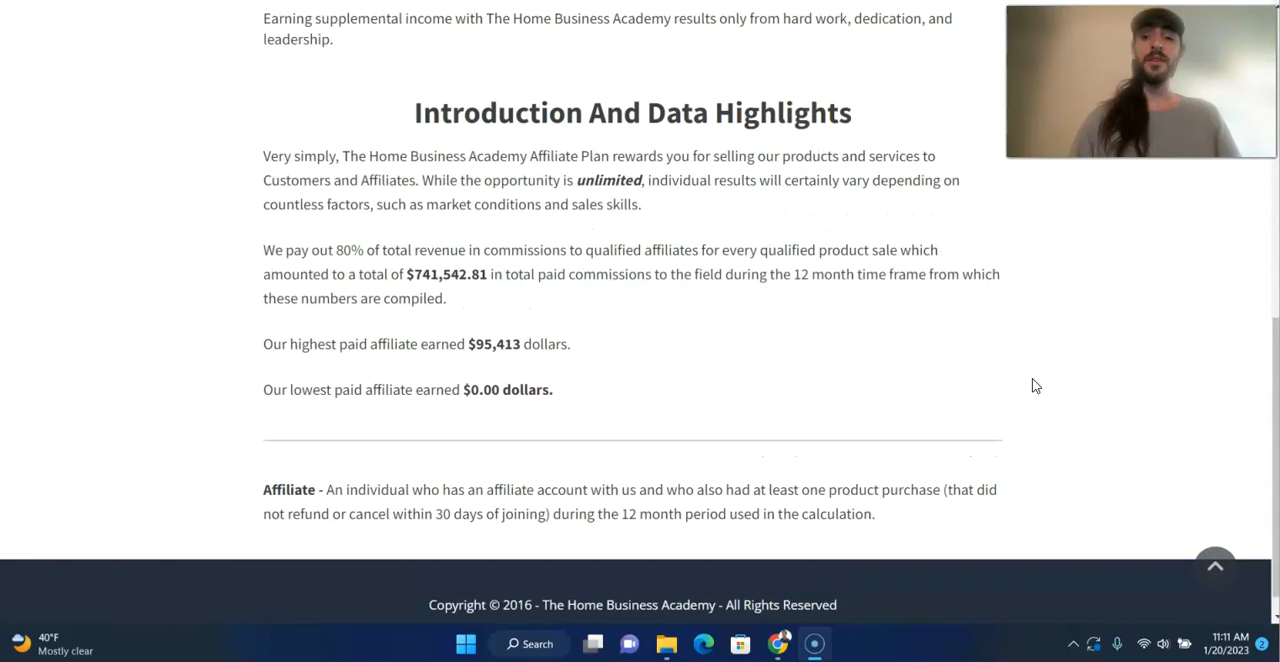 Earning supplemental income with The Home Business Academy results only from hard work, dedication, and
leadership.
Introduction And Data Highlights
Very simply, The Home Business Academy Affiliate Plan rewards you for selling our products and services to
Customers and Affiliates. While the opportunity is unlimited, individual results will certainly vary depending on
countless factors, such as market conditions and sales skills.
We pay out 80% of total revenue in commissions to qualified affiliates for every qualified product sale which
amounted to a total of $741,542.81 in total paid commissions to the field during the 12 month time frame from which
these numbers are compiled.
Our highest paid affiliate earned $95,413 dollars.
Our lowest paid affiliate earned $0.00 dollars.
Affiliate - An individual who has an affiliate account with us and who also had at least one product purchase (that did
not refund or cancel within 30 days of joining) during the 12 month period used in the calculation.
Copyright © 2016 - The Home Business Academy - All Rights Reserved
40°F
Mostly clear
Search
11:11 AM
1/20/2023
2